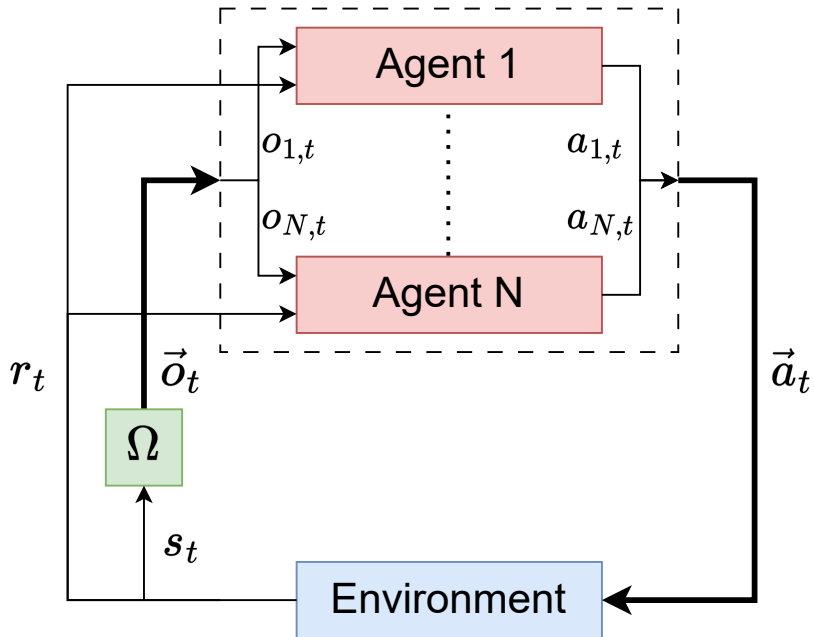 Agent 1
o_{1,t} a_{1,t}
o_{N,t} a_{N,t}
Agent N
r_t \vec{o}_t \vec{a}_t
Ω
s_t
Environment